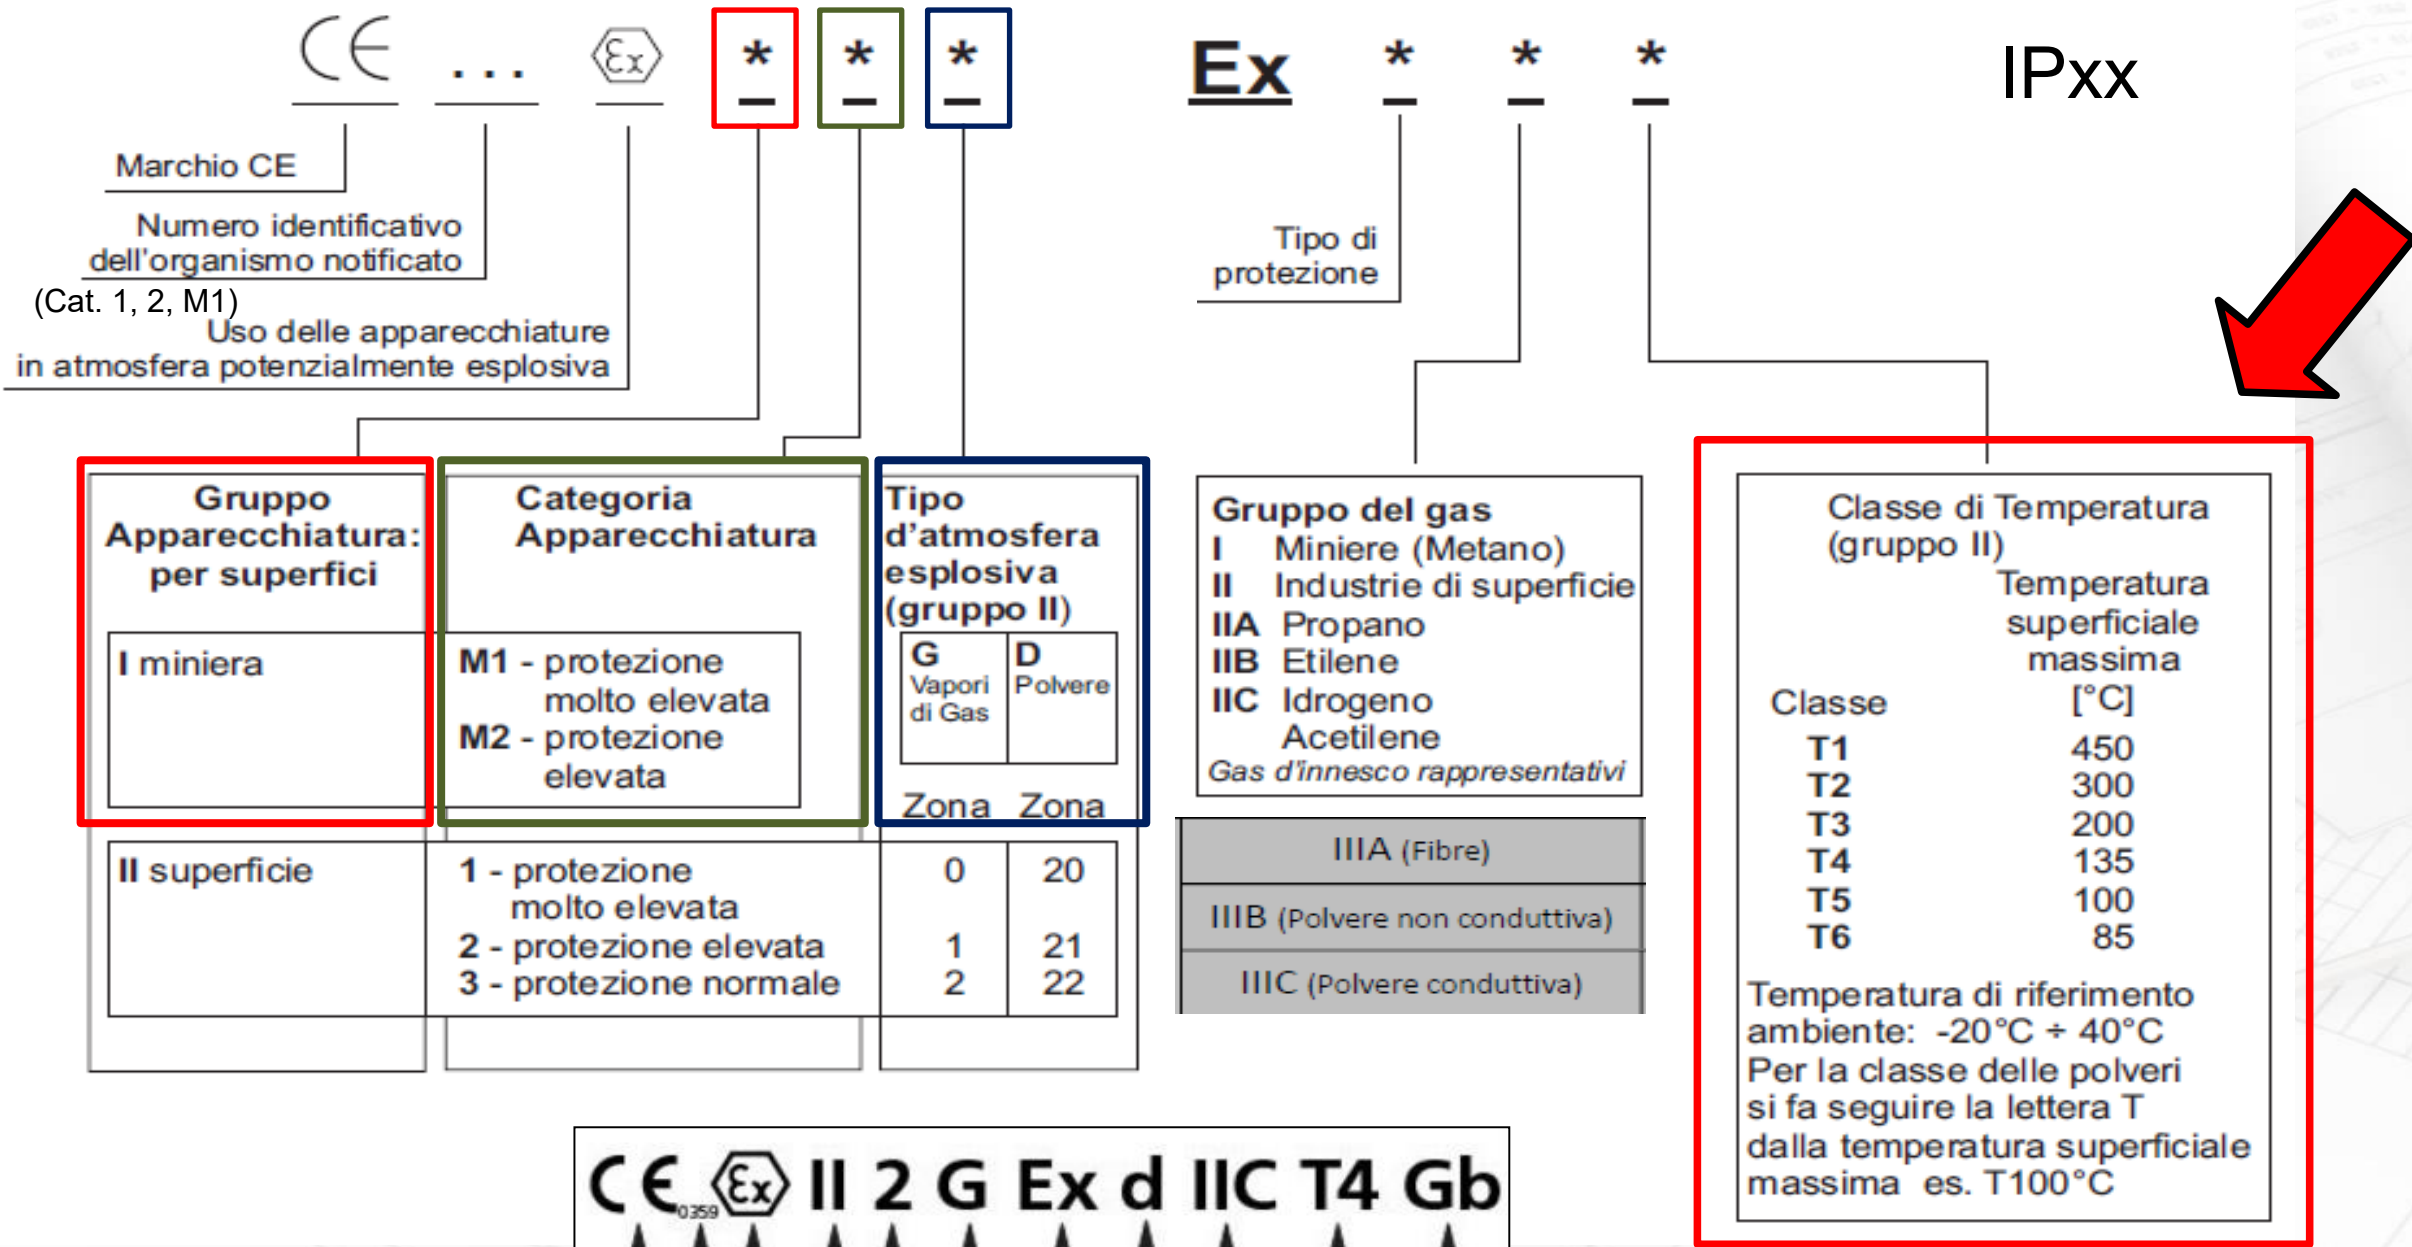 CE ... Ex * * * Ex * * * IPxx
Marchio CE
Numero identificativo
dell'organismo notificato
(Cat. 1, 2, M1)
Uso delle apparecchiature
in atmosfera potenzialmente esplosiva
Tipo di
protezione
Gruppo
Apparecchiatura:
per superfici
I miniera
II superficie
Categoria
Apparecchiatura
M1 - protezione
molto elevata
M2 - protezione
elevata
1 - protezione
molto elevata
2 - protezione elevata
3 - protezione normale
Tipo
d'atmosfera
esplosiva
(gruppo II)
G D
Vapori Polvere
di Gas
Zona Zona
0 20
1 21
2 22
Gruppo del gas
I Miniere (Metano)
II Industrie di superficie
IIA Propano
IIB Etilene
IIC Idrogeno
Acetilene
Gas d'innesco rappresentativi
IIIA (Fibre)
IIIB (Polvere non conduttiva)
IIIC (Polvere conduttiva)
Classe di Temperatura
(gruppo II)
Temperatura
superficiale
massima
Classe [°C]
T1 450
T2 300
T3 200
T4 135
T5 100
T6 85
Temperatura di riferimento
ambiente: -20°C ÷ 40°C
Per la classe delle polveri
si fa seguire la lettera T
dalla temperatura superficiale
massima es. T100°C
CE 0359 Ex II 2 G Ex d IIC T4 Gb